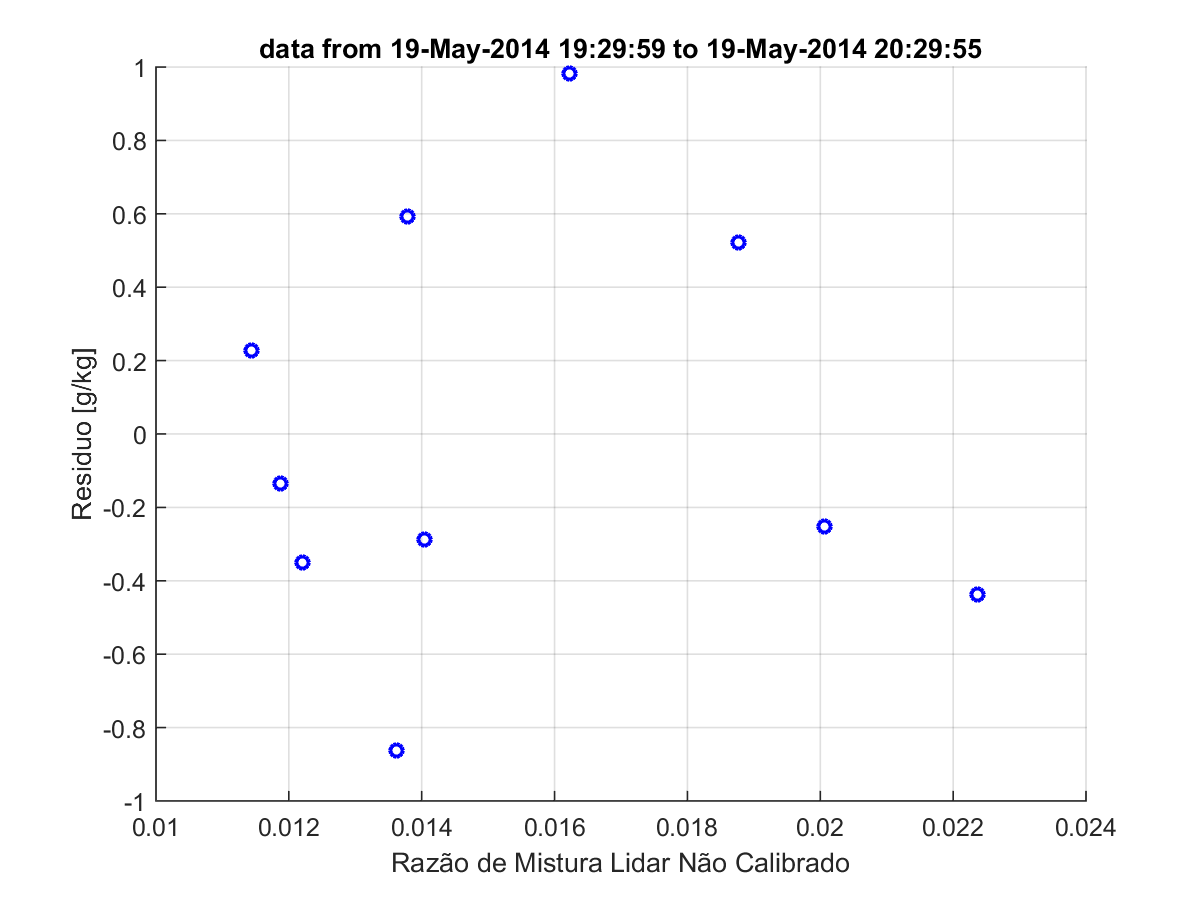 data from 19-May-2014 19:29:59 to 19-May-2014 20:29:55
1
0.8
0.6
0.4
0.2
0
-0.2
-0.4
-0.6
-0.8
-1
Residuo [g/kg]
0.01 0.012 0.014 0.016 0.018 0.02 0.022 0.024
Razão de Mistura Lidar Não Calibrado